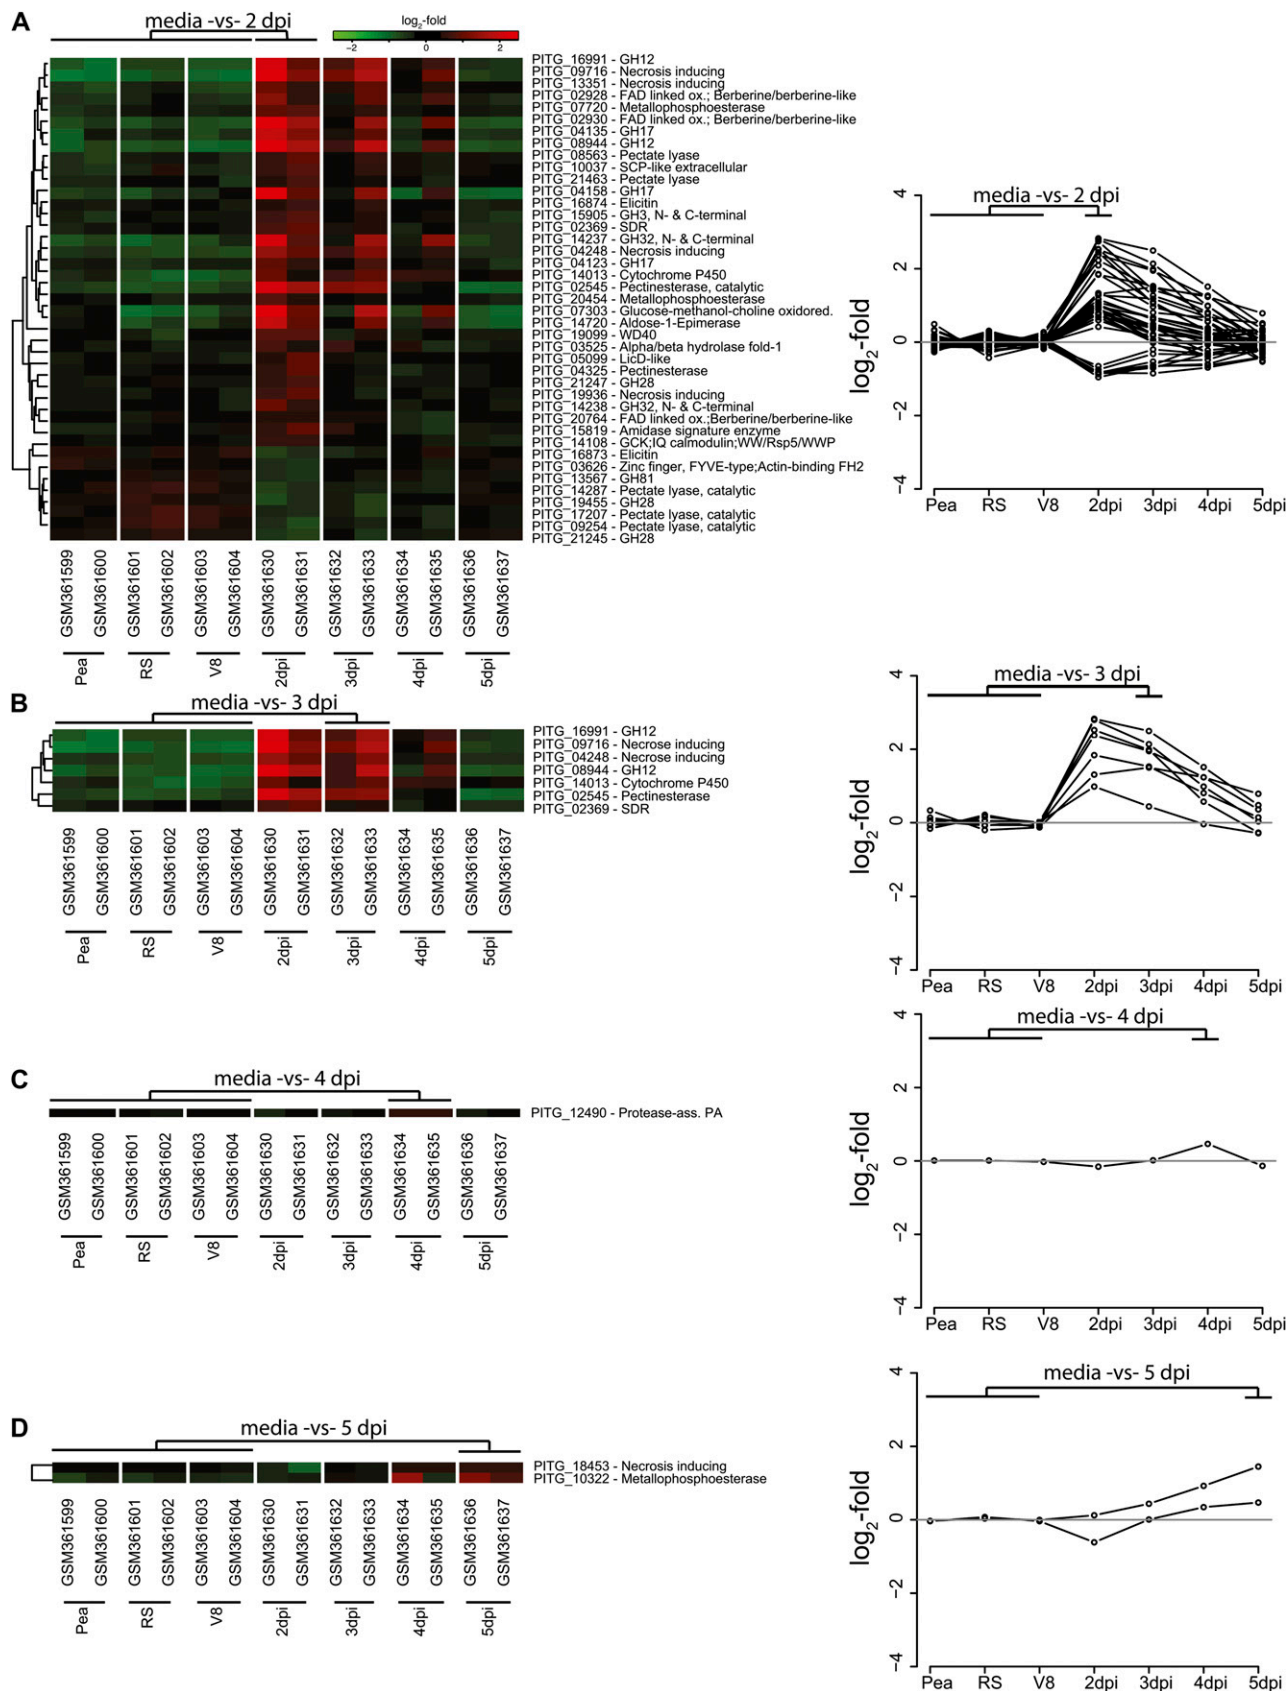 A
media -vs- 2 dpi
log2-fold
-2 0 2
PITG_16991 - GH12
PITG_09716 - Necrosis inducing
PITG_13351 - Necrosis inducing
PITG_02928 - FAD linked ox.; Berberine/berberine-like
PITG_07720 - Metallophosphoesterase
PITG_02930 - FAD linked ox.; Berberine/berberine-like
PITG_04135 - GH17
PITG_08944 - GH12
PITG_08563 - Pectate lyase
PITG_10037 - SCP-like extracellular
PITG_21463 - Pectate lyase
PITG_04158 - GH17
PITG_16874 - Elicitin
PITG_15905 - GH3, N- & C-terminal
PITG_02369 - SDR
PITG_14237 - GH32, N- & C-terminal
PITG_04248 - Necrosis inducing
PITG_04123 - GH17
PITG_14013 - Cytochrome P450
PITG_02545 - Pectinesterase, catalytic
PITG_20454 - Metallophosphoesterase
PITG_07303 - Glucose-methanol-choline oxidored.
PITG_14720 - Aldose-1-Epimerase
PITG_19099 - WD40
PITG_03525 - Alpha/beta hydrolase fold-1
PITG_05099 - LicD-like
PITG_04325 - Pectinesterase
PITG_21247 - GH28
PITG_19936 - Necrosis inducing
PITG_14238 - GH32, N- & C-terminal
PITG_20764 - FAD linked ox.;Berberine/berberine-like
PITG_15819 - Amidase signature enzyme
PITG_14108 - GCK;IQ calmodulin;WW/Rsp5/WWP
PITG_16873 - Elicitin
PITG_03626 - Zinc finger, FYVE-type;Actin-binding FH2
PITG_13567 - GH81
PITG_14287 - Pectate lyase, catalytic
PITG_19455 - GH28
PITG_17207 - Pectate lyase, catalytic
PITG_09254 - Pectate lyase, catalytic
PITG_21245 - GH28
GSM361599 GSM361600 GSM361601 GSM361602 GSM361603 GSM361604 GSM361630 GSM361631 GSM361632 GSM361633 GSM361634 GSM361635 GSM361636 GSM361637
Pea RS V8 2dpi 3dpi 4dpi 5dpi
media -vs- 2 dpi
log2-fold
4
2
0
-2
-4
Pea RS V8 2dpi 3dpi 4dpi 5dpi
B
media -vs- 3 dpi
PITG_16991 - GH12
PITG_09716 - Necrose inducing
PITG_04248 - Necrose inducing
PITG_08944 - GH12
PITG_14013 - Cytochrome P450
PITG_02545 - Pectinesterase
PITG_02369 - SDR
GSM361599 GSM361600 GSM361601 GSM361602 GSM361603 GSM361604 GSM361630 GSM361631 GSM361632 GSM361633 GSM361634 GSM361635 GSM361636 GSM361637
Pea RS V8 2dpi 3dpi 4dpi 5dpi
media -vs- 3 dpi
log2-fold
4
2
0
-2
-4
Pea RS V8 2dpi 3dpi 4dpi 5dpi
C
media -vs- 4 dpi
PITG_12490 - Protease-ass. PA
GSM361599 GSM361600 GSM361601 GSM361602 GSM361603 GSM361604 GSM361630 GSM361631 GSM361632 GSM361633 GSM361634 GSM361635 GSM361636 GSM361637
Pea RS V8 2dpi 3dpi 4dpi 5dpi
media -vs- 4 dpi
log2-fold
4
2
0
-2
-4
Pea RS V8 2dpi 3dpi 4dpi 5dpi
D
media -vs- 5 dpi
PITG_18453 - Necrosis inducing
PITG_10322 - Metallophosphoesterase
GSM361599 GSM361600 GSM361601 GSM361602 GSM361603 GSM361604 GSM361630 GSM361631 GSM361632 GSM361633 GSM361634 GSM361635 GSM361636 GSM361637
Pea RS V8 2dpi 3dpi 4dpi 5dpi
media -vs- 5 dpi
log2-fold
4
2
0
-2
-4
Pea RS V8 2dpi 3dpi 4dpi 5dpi